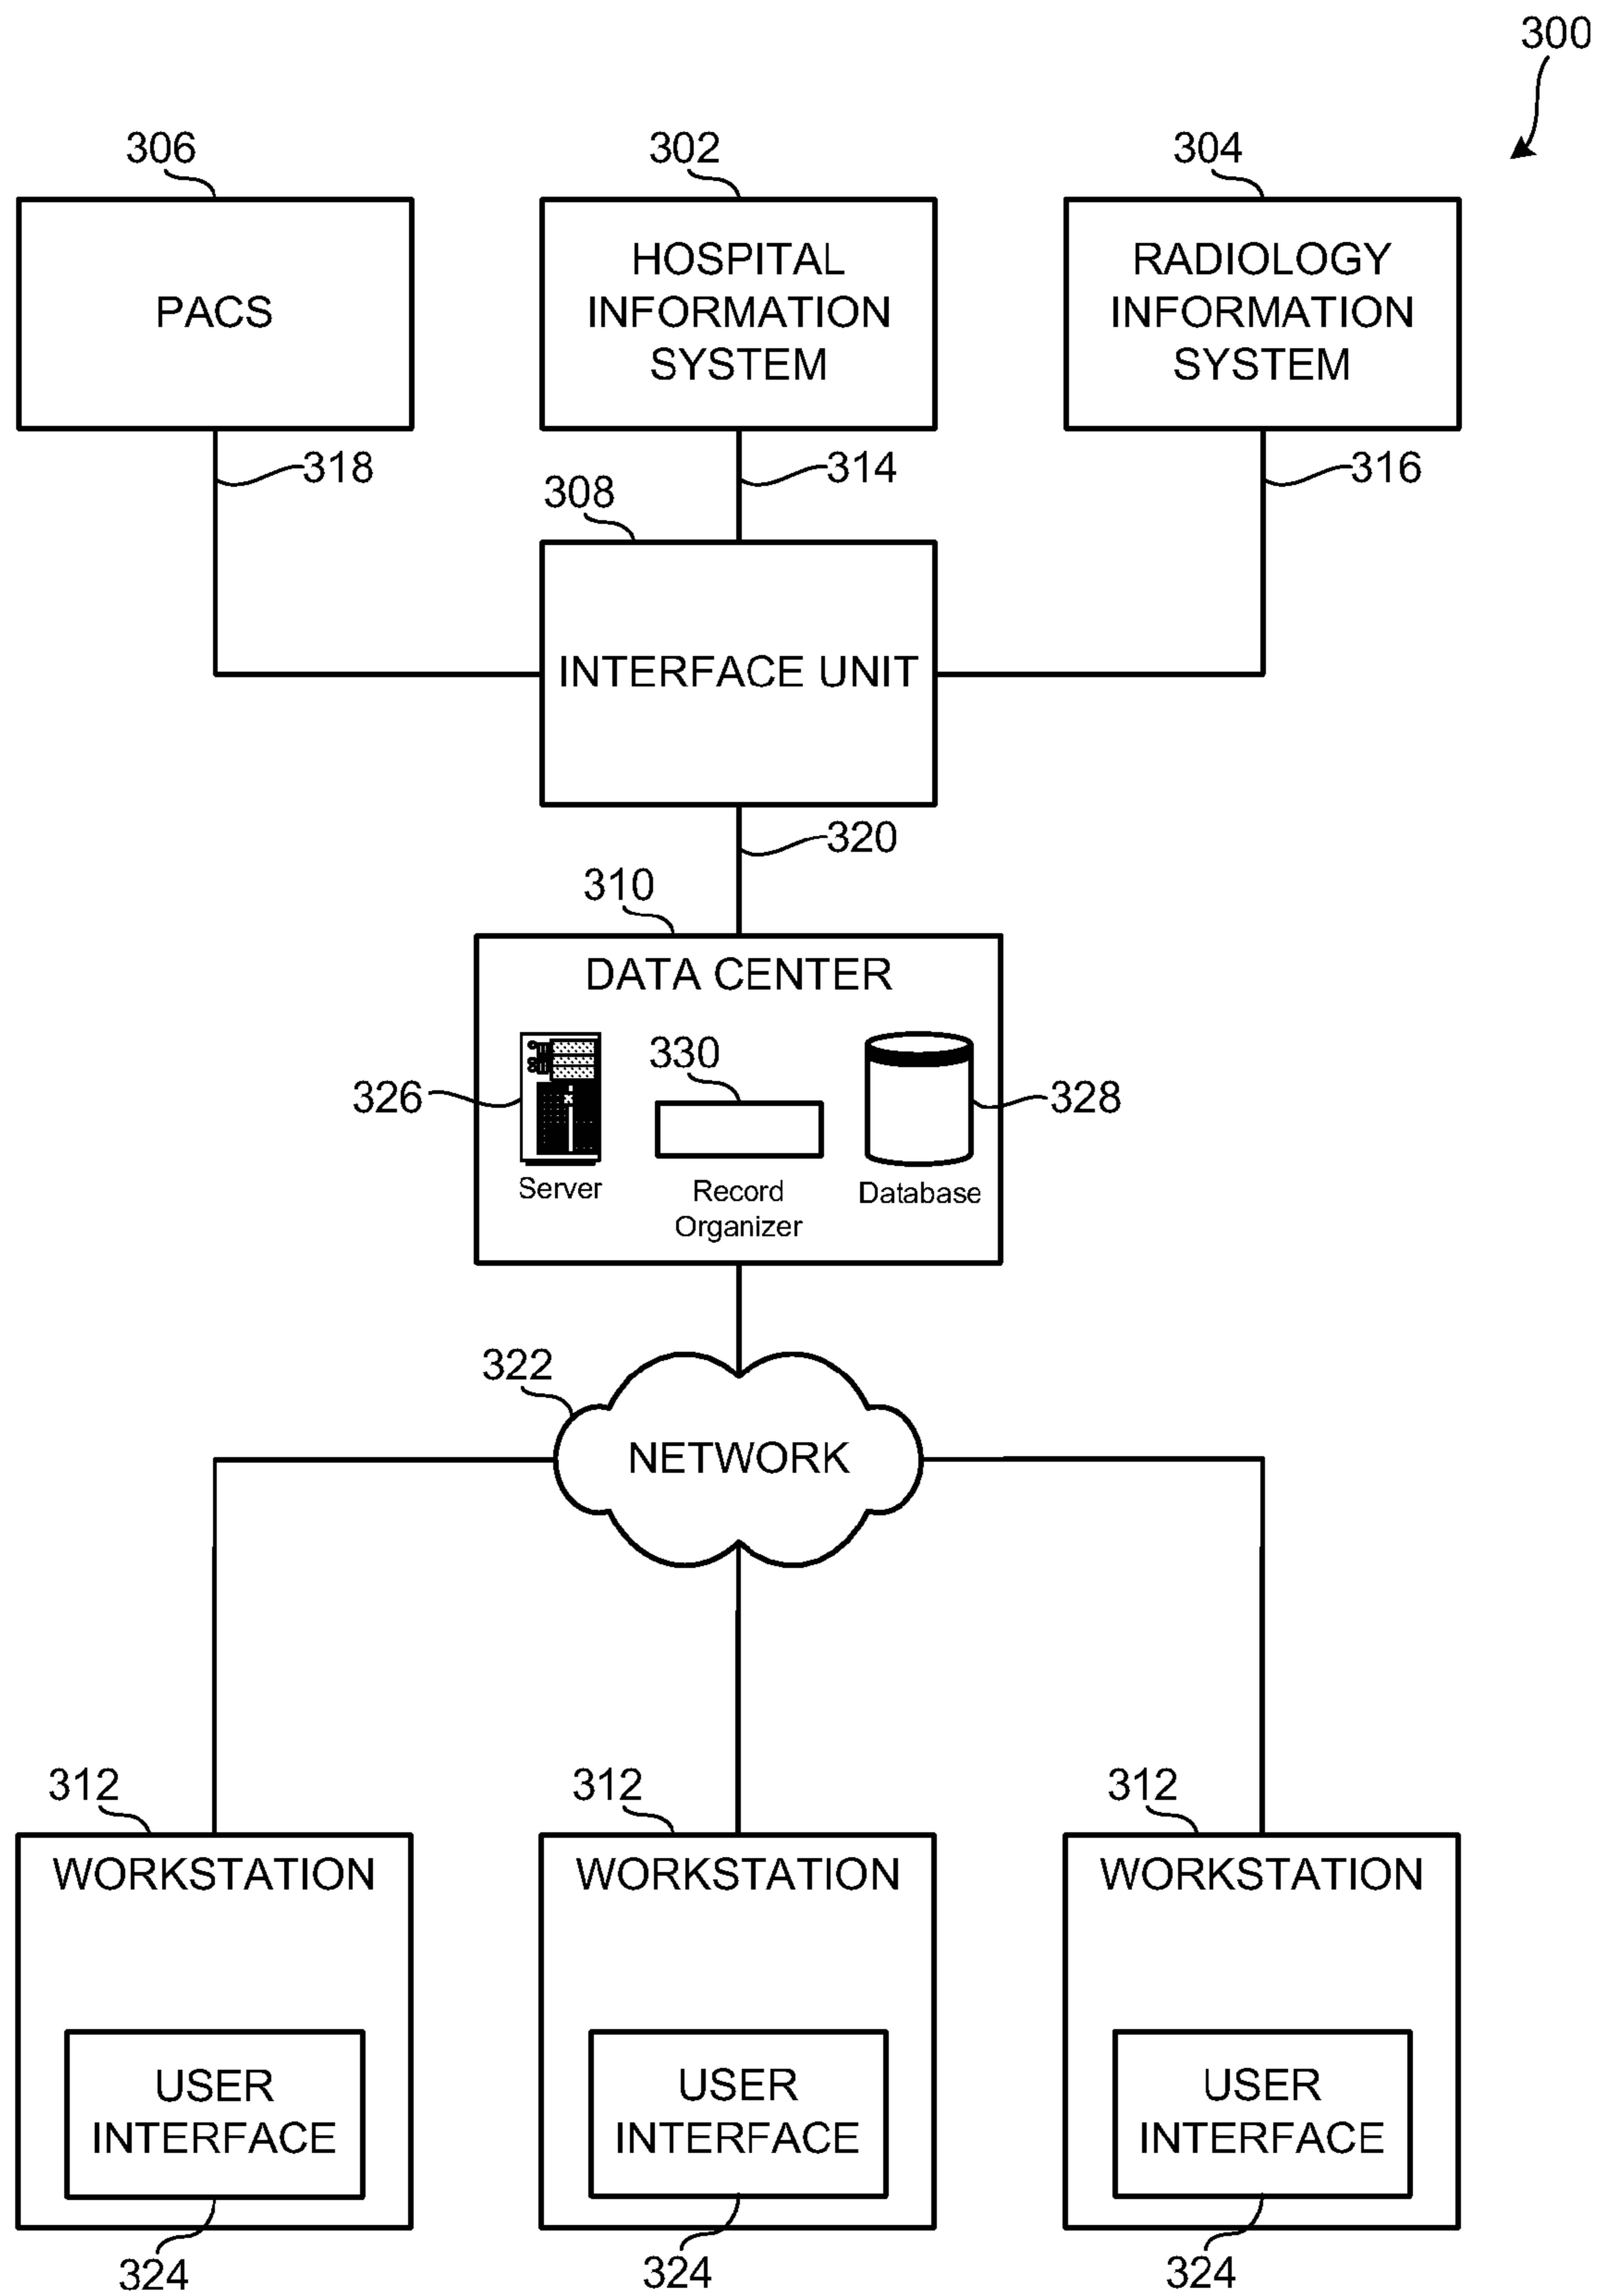 300
306
302
304
PACS
HOSPITAL
INFORMATION
SYSTEM
RADIOLOGY
INFORMATION
SYSTEM
318
314
316
308
INTERFACE UNIT
320
310
DATA CENTER
326
330
328
Server
Record
Organizer
Database
322
NETWORK
312
312
312
WORKSTATION
WORKSTATION
WORKSTATION
USER
INTERFACE
USER
INTERFACE
USER
INTERFACE
324
324
324